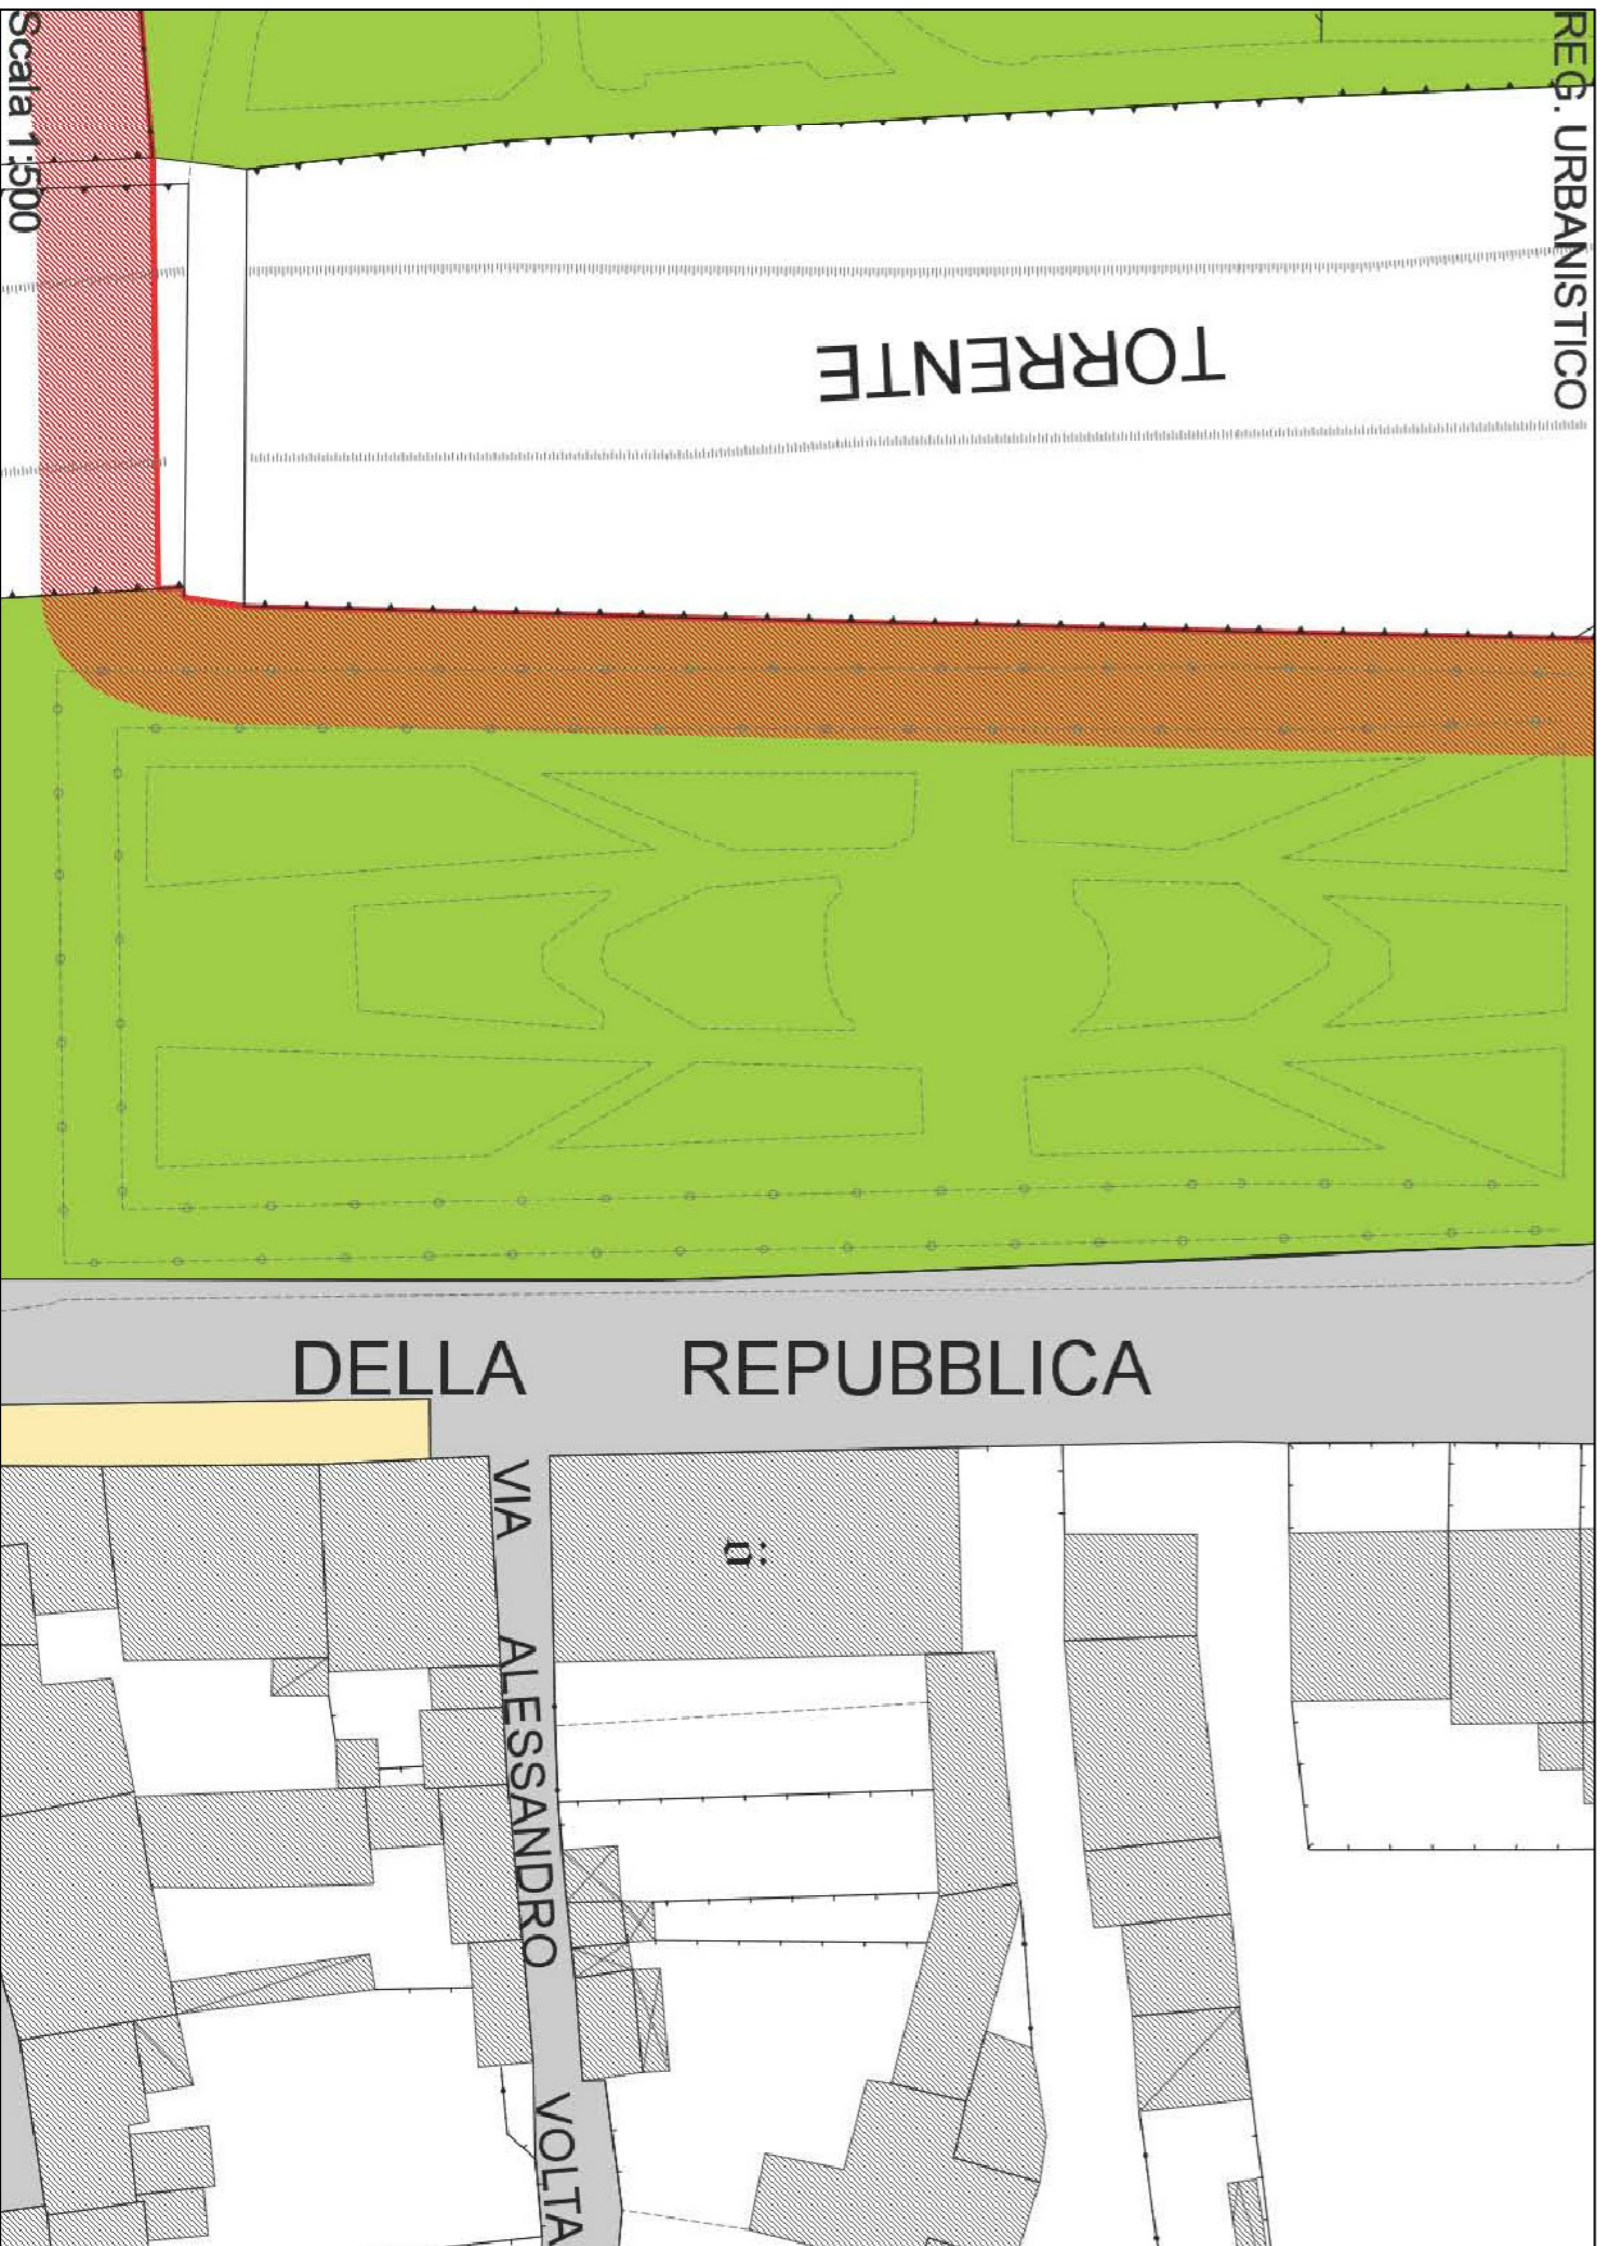 REG. URBANISTICO
Scala 1:500
TORRENTE
DELLA REPUBBLICA
VIA ALESSANDRO VOLTA